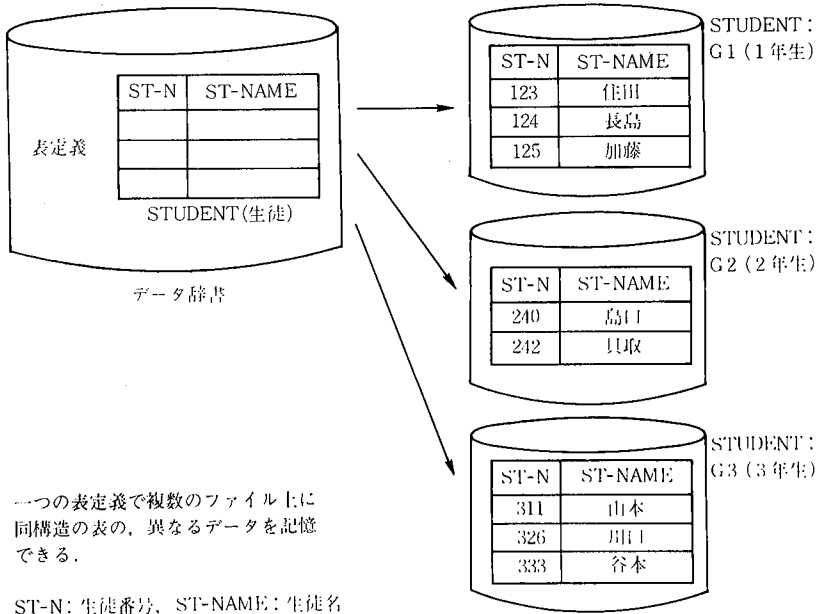 表定義
ST-N ST-NAME
STUDENT(生徒)
データ辞書
STUDENT:
G1(1年生)
ST-N ST-NAME
123 住田
124 長島
125 加藤
STUDENT:
G2(2年生)
ST-N ST-NAME
240 島口
242 貝取
STUDENT:
G3(3年生)
ST-N ST-NAME
311 山本
326 川口
333 谷本
一つの表定義で複数のファイル上に
同構造の表の,異なるデータを記憶
できる.
ST-N:生徒番号,ST-NAME:生徒名